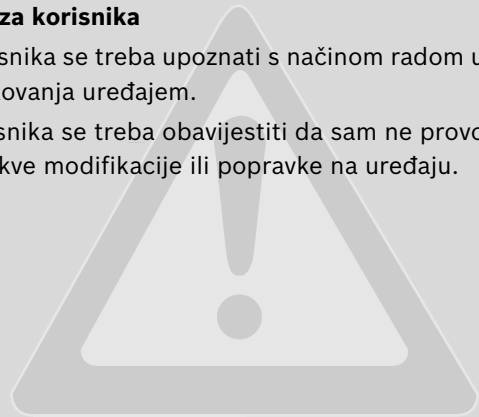 za korisnika
snika se treba upoznati s načinom radom u
ovanja uređajem.
snika se treba obavijestiti da sam ne provo
kve modifikacije ili popravke na uređaju.